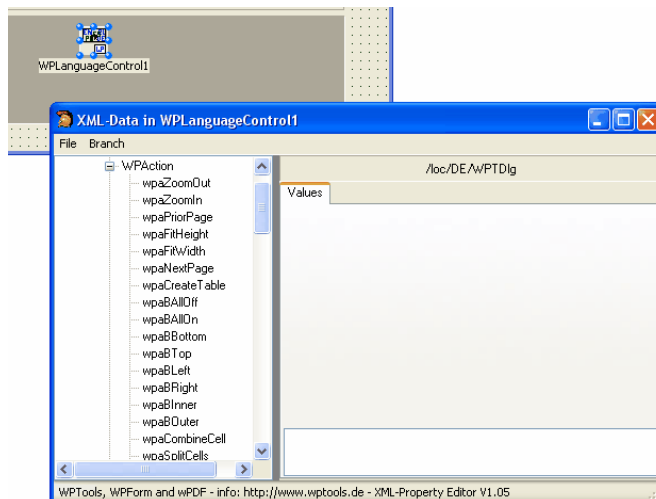 WPLanguageControl1
XML-Data in WPLanguageControl1
File Branch
WPAction
/loc/DE/WPTDlg
wpaZoomOut
Values
wpaZoomIn
wpaPriorPage
wpaFitHeight
wpaFitWidth
wpaNextPage
wpaCreateTable
wpaBAllOff
wpaBAllOn
wpaBBottom
wpaBTop
wpaBLeft
wpaBRight
wpaBInner
wpaBOuter
wpaCombineCell
wpaSplitCells
WPTools, WPForm and wPDF - info: http://www.wptools.de - XML-Property Editor V1.05